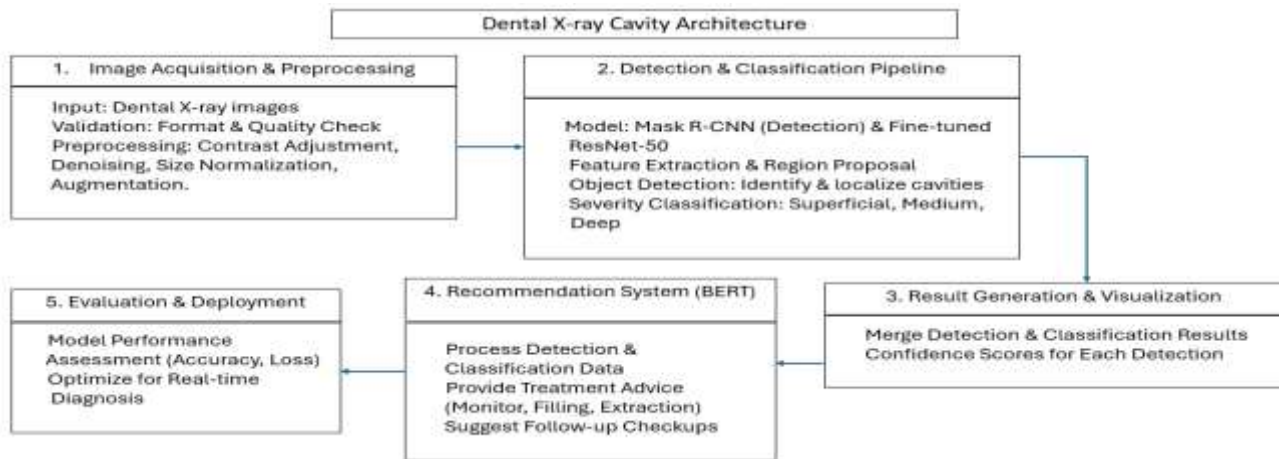 Dental X-ray Cavity Architecture
1. Image Acquisition & Preprocessing
Input: Dental X-ray images
Validation: Format & Quality Check
Preprocessing: Contrast Adjustment,
Denoising, Size Normalization,
Augmentation.
2. Detection & Classification Pipeline
Model: Mask R-CNN (Detection) & Fine-tuned
ResNet-50
Feature Extraction & Region Proposal
Object Detection: Identify & localize cavities
Severity Classification: Superficial, Medium,
Deep
3. Result Generation & Visualization
Merge Detection & Classification Results
Confidence Scores for Each Detection
4. Recommendation System (BERT)
Process Detection &
Classification Data
Provide Treatment Advice
(Monitor, Filling, Extraction)
Suggest Follow-up Checkups
5. Evaluation & Deployment
Model Performance
Assessment (Accuracy, Loss)
Optimize for Real-time
Diagnosis